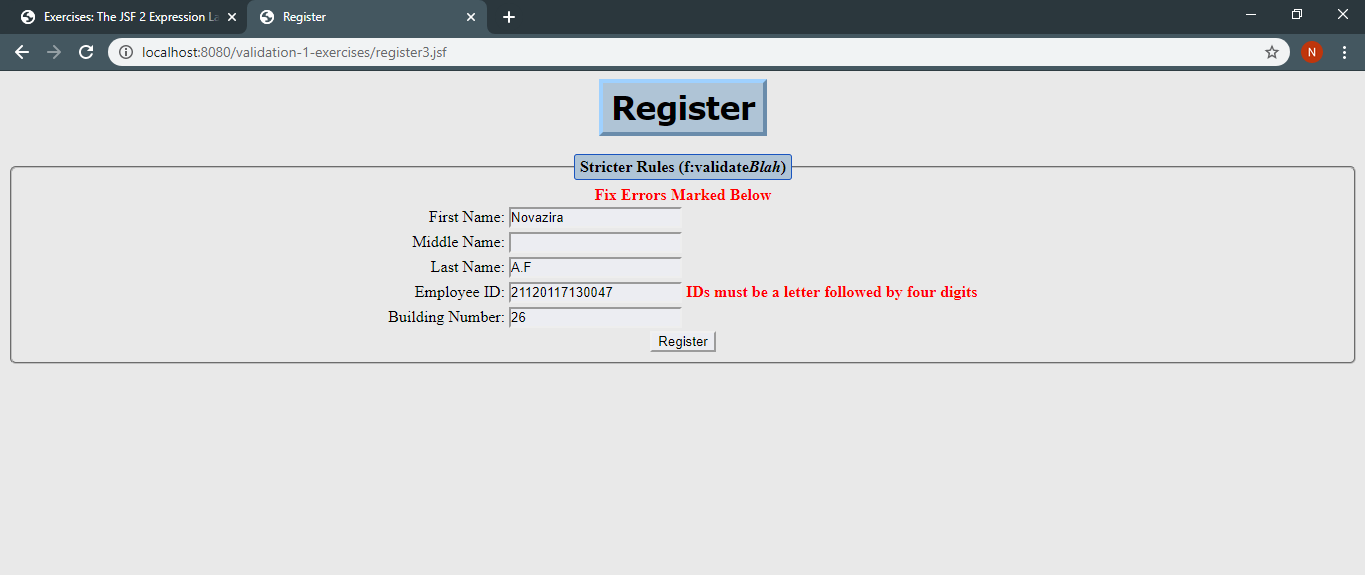 Exercises: The JSF 2 Expression La
Register
localhost:8080/validation-1-exercises/register3.jsf
N
Register
Stricter Rules (f:validateBlah)
Fix Errors Marked Below
First Name: Novazira
Middle Name:
Last Name: A.F
Employee ID: 21120117130047 IDs must be a letter followed by four digits
Building Number: 26
Register